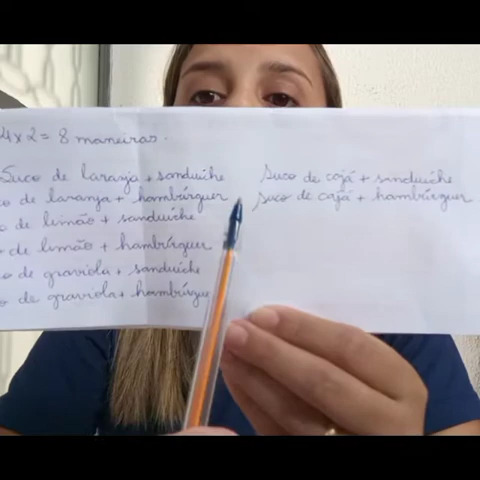 4 x 2 = 8 maneiras.
Suco de laranja + sanduíche
de laranja + hambúrguer
de limão + sanduíche
de limão + hambúrguer
de graviola + sanduíche
de graviola +
Suco de cajá + sanduíche
suco de cajá + hambúrguer